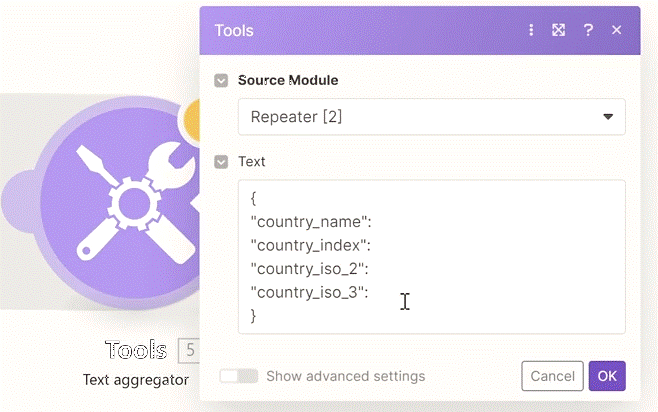 Tools
Source Module
Repeater [2]
Text
{
"country_name":
"country_index":
"country_iso_2":
"country_iso_3":
}
Show advanced settings
Cancel
OK
Tools 5
Text aggregator